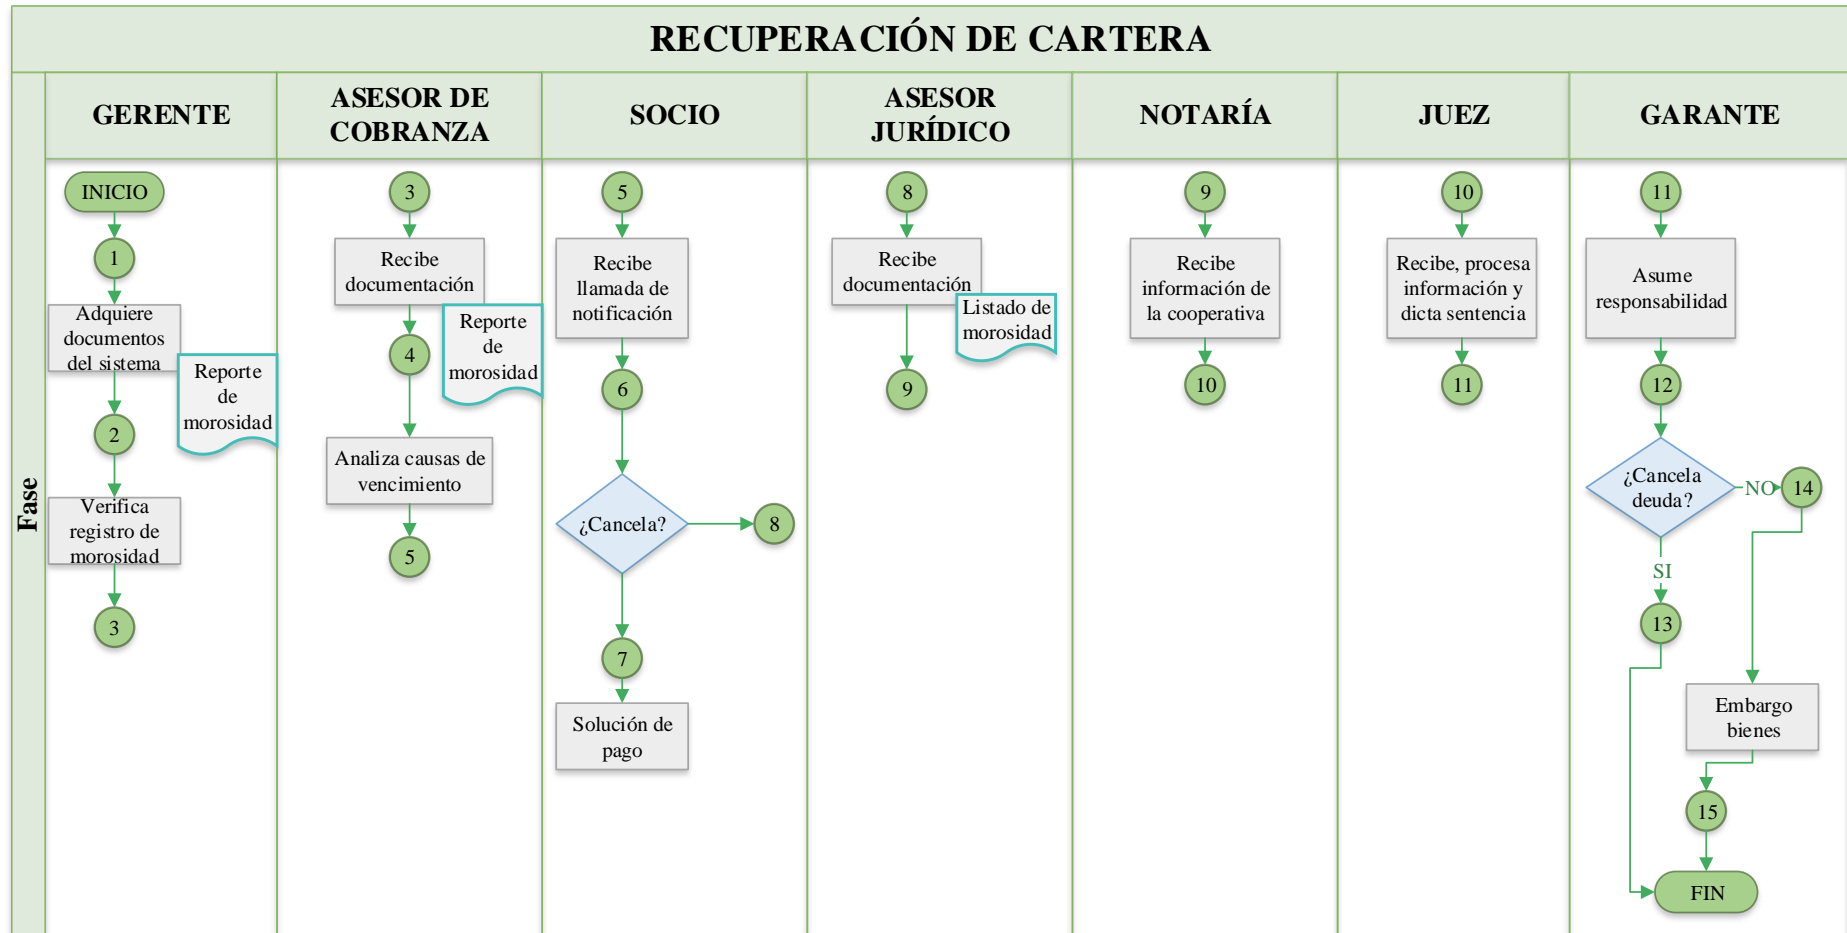 RECUPERACIÓN DE CARTERA
Fase
GERENTE
INICIO
1
Adquiere
documentos
del sistema
Reporte
de
morosidad
2
Verifica
registro de
morosidad
3
ASESOR DE
COBRANZA
3
Recibe
documentación
Reporte
de
morosidad
4
Analiza causas de
vencimiento
5
SOCIO
5
Recibe
llamada de
notificación
6
¿Cancela?
8
7
Solución de
pago
ASESOR
JURÍDICO
8
Recibe
documentación
Listado de
morosidad
9
NOTARÍA
9
Recibe
información de
la cooperativa
10
JUEZ
10
Recibe, procesa
información y
dicta sentencia
11
GARANTE
11
Asume
responsabilidad
12
¿Cancela
deuda?
NO
14
SI
13
Embargo
bienes
15
FIN